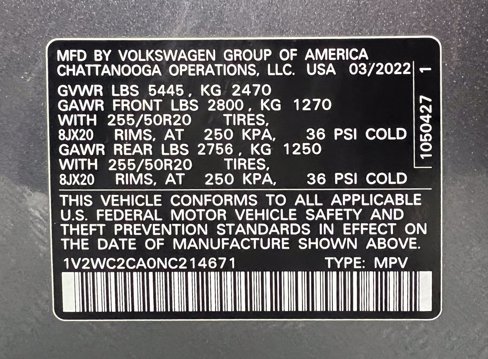 MFD BY VOLKSWAGEN GROUP OF AMERICA
CHATTANOOGA OPERATIONS, LLC. USA 03/2022
GVWR LBS 5445, KG 2470
GAWR FRONT LBS 2800, KG 1270
WITH 255/50R20 TIRES,
8JX20 RIMS, AT 250 KPA, 36 PSI COLD
GAWR REAR LBS 2756, KG 1250
WITH 255/50R20 TIRES,
8JX20 RIMS, AT 250 KPA, 36 PSI COLD
1050427 1
THIS VEHICLE CONFORMS TO ALL APPLICABLE
U.S. FEDERAL MOTOR VEHICLE SAFETY AND
THEFT PREVENTION STANDARDS IN EFFECT ON
THE DATE OF MANUFACTURE SHOWN ABOVE.
1V2WC2CA0NC214671 TYPE: MPV